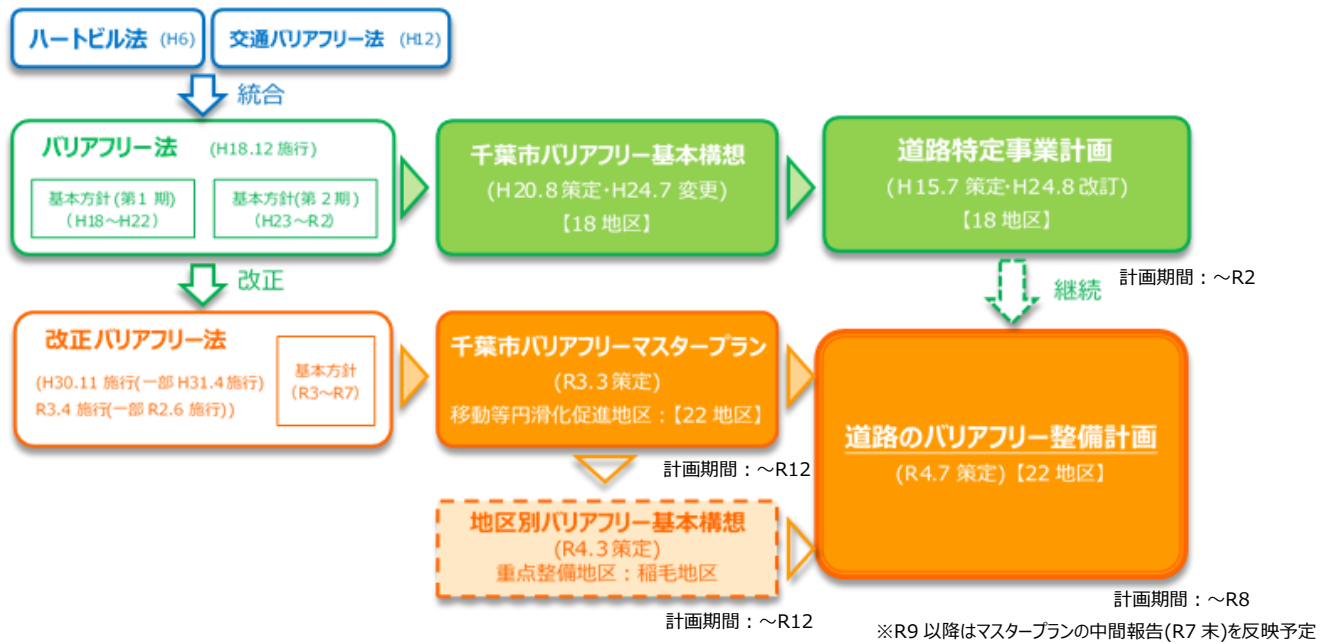 ハートビル法 (H6)
交通バリアフリー法 (H12)
統合
バリアフリー法 (H18.12 施行)
基本方針(第1期)
(H18～H22)
基本方針(第2期)
(H23～R2)
千葉市バリアフリー基本構想
(H20.8 策定・H24.7 変更)
【18 地区】
道路特定事業計画
(H15.7 策定・H24.8 改訂)
【18 地区】
改正
継続
計画期間：～R2
改正バリアフリー法
(H30.11 施行(一部 H31.4 施行)
R3.4 施行(一部 R2.6 施行))
基本方針
(R3～R7)
千葉市バリアフリーマスタープラン
(R3.3 策定)
移動等円滑化促進地区：【22 地区】
計画期間：～R12
道路のバリアフリー整備計画
(R4.7 策定)【22 地区】
地区別バリアフリー基本構想
(R4.3 策定)
重点整備地区：稲毛地区
計画期間：～R12
計画期間：～R8
※R9 以降はマスタープランの中間報告(R7 末)を反映予定